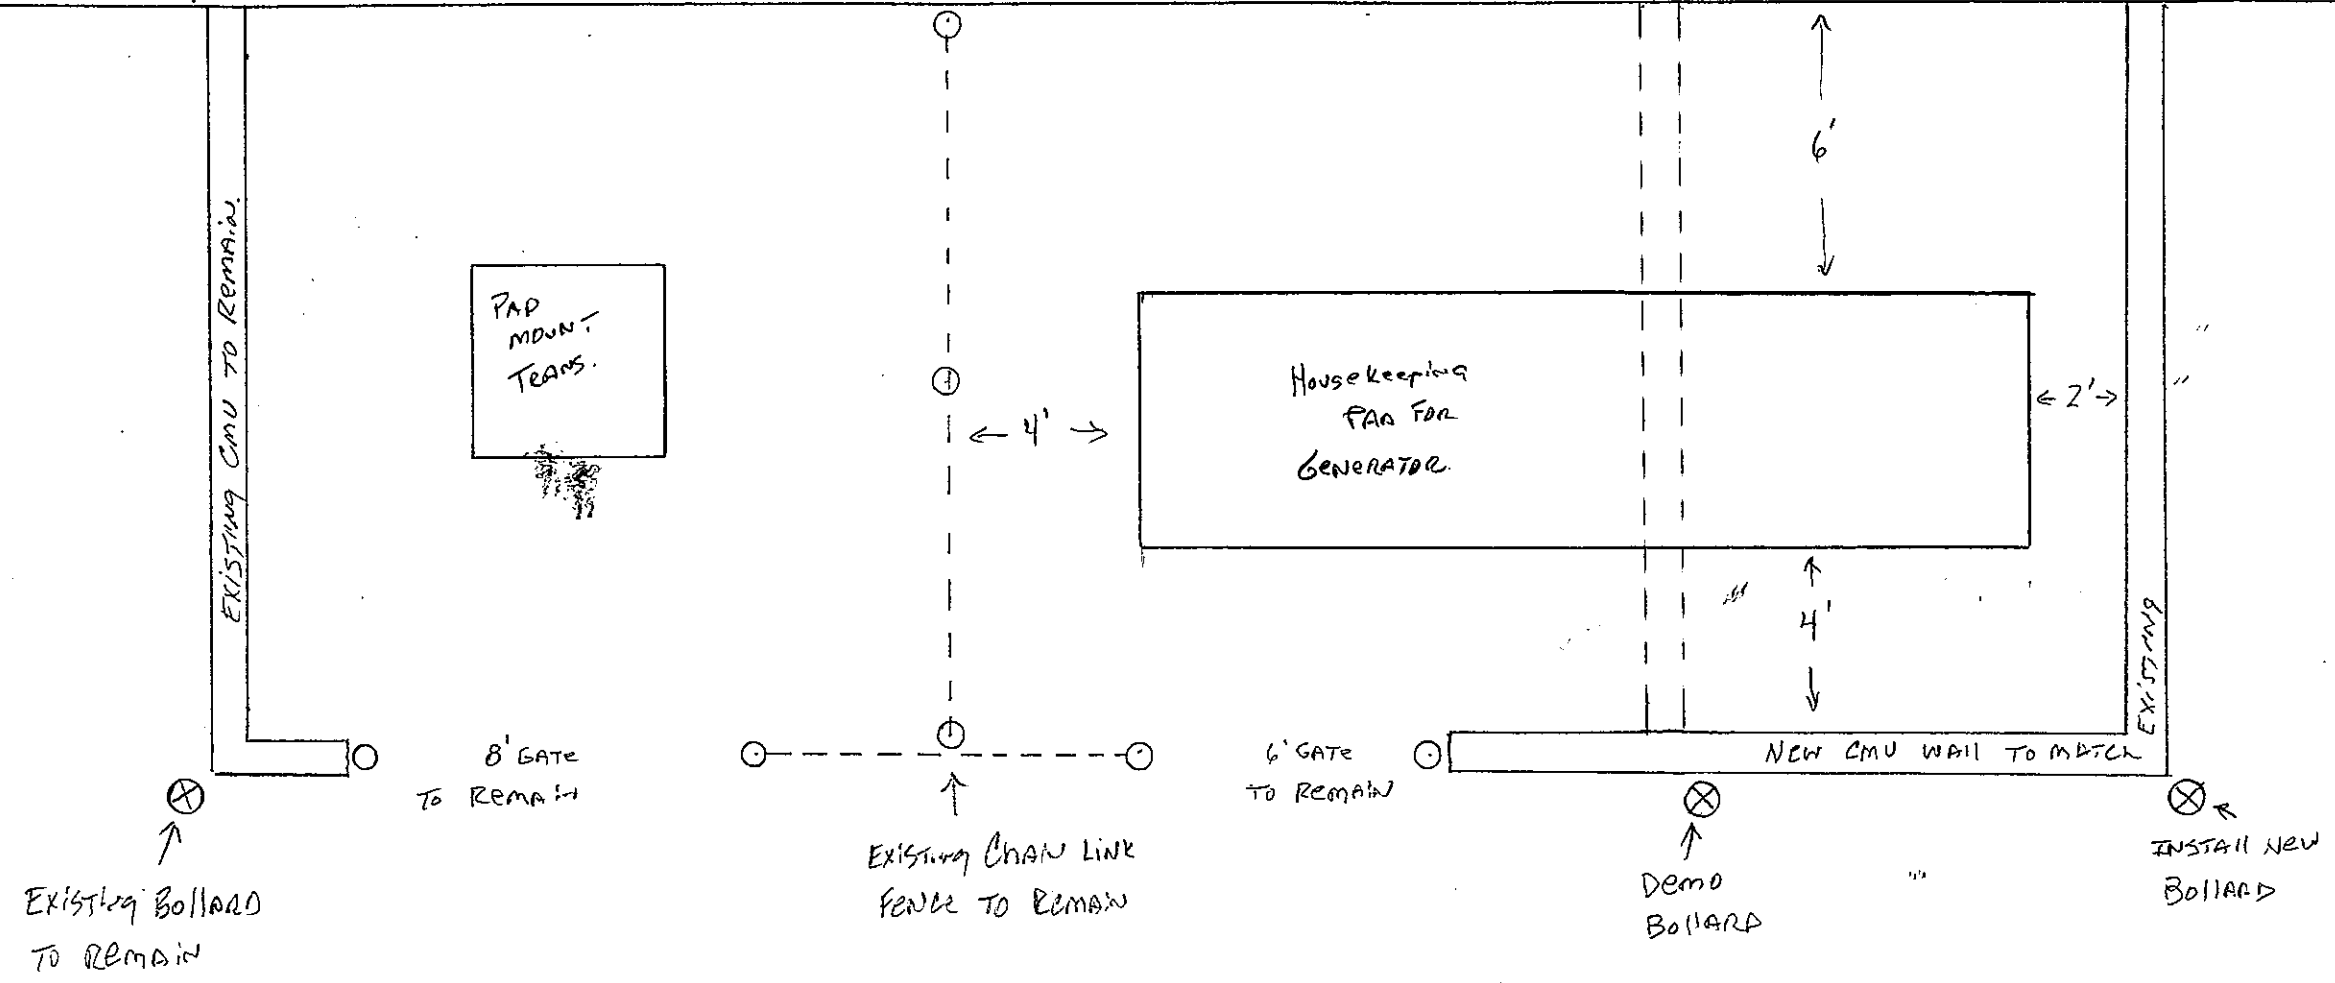 6'
EXISTING CMU TO REMAIN.
PAD
MOUNT
TRANS.
Housekeeping
PAD FOR
GENERATOR.
4'
2'
4'
EXISTING
NEW CMU WALL TO MATCH
8' GATE
TO REMAIN
6' GATE
TO REMAIN
EXISTING BOLLARD
TO REMAIN
EXISTING CHAIN LINK
FENCE TO REMAIN
DEMO
BOLLARD
INSTALL NEW
BOLLARD